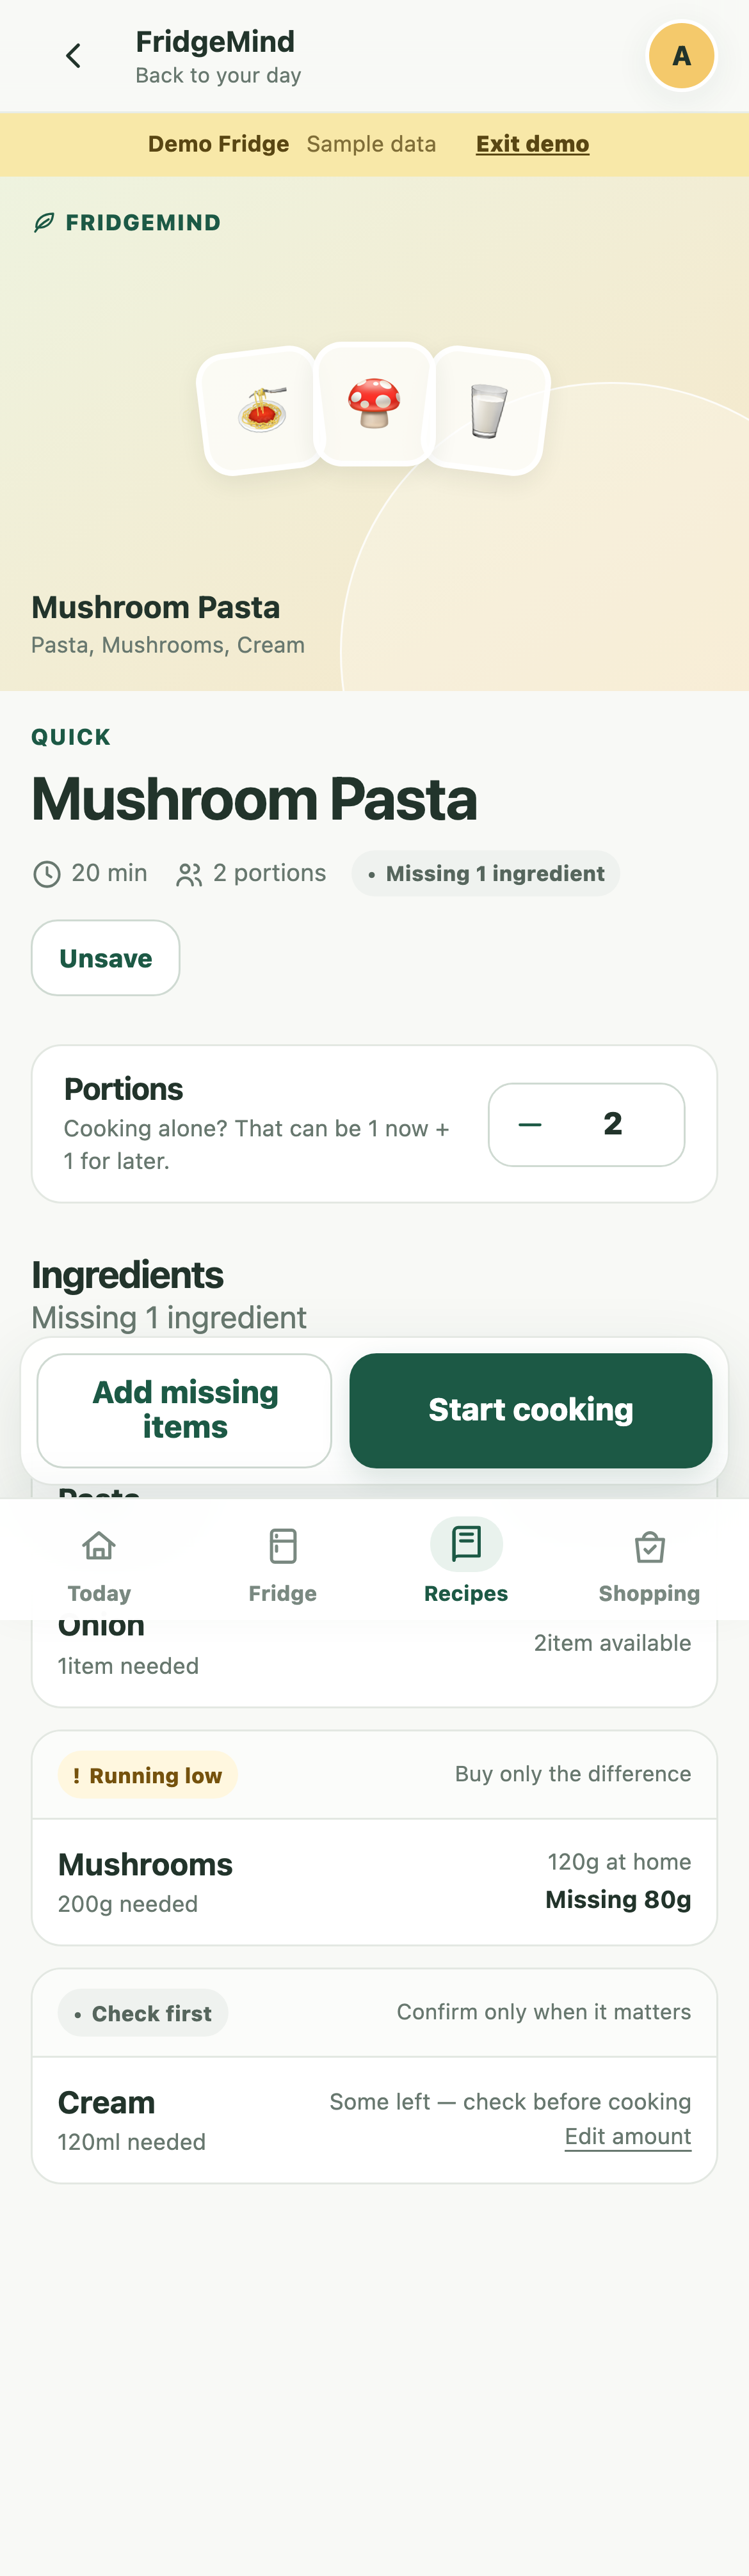 FridgeMind
Back to your day
A
Demo Fridge Sample data Exit demo
FRIDGEMIND
Mushroom Pasta
Pasta, Mushrooms, Cream
QUICK
Mushroom Pasta
20 min 2 portions • Missing 1 ingredient
Unsave
Portions
Cooking alone? That can be 1 now +
1 for later.
— 2
Ingredients
Missing 1 ingredient
Add missing
items
Start cooking
Pasta
Today Fridge Recipes Shopping
Onion
1item needed
2item available
! Running low
Buy only the difference
Mushrooms
200g needed
120g at home
Missing 80g
• Check first
Confirm only when it matters
Cream
120ml needed
Some left — check before cooking
Edit amount